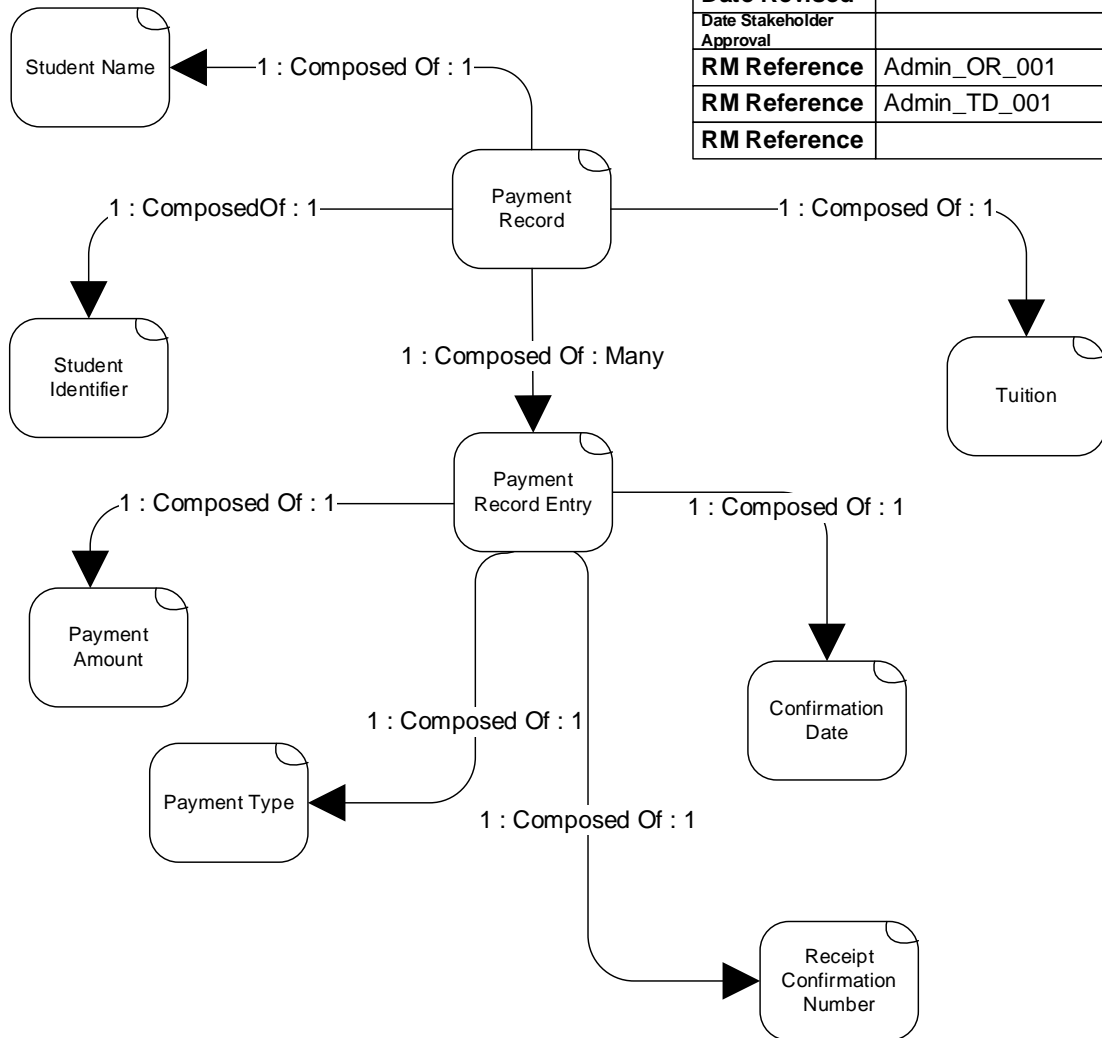 Date Revised
Date Stakeholder
Approval
RM Reference Admin_OR_001
RM Reference Admin_TD_001
RM Reference
Student Name
1 : Composed Of : 1
Payment
Record
1 : ComposedOf : 1
1 : Composed Of : 1
Student
Identifier
1 : Composed Of : Many
Tuition
Payment
Record Entry
1 : Composed Of : 1
1 : Composed Of : 1
Payment
Amount
Confirmation
Date
1 : Composed Of : 1
Payment Type
1 : Composed Of : 1
Receipt
Confirmation
Number